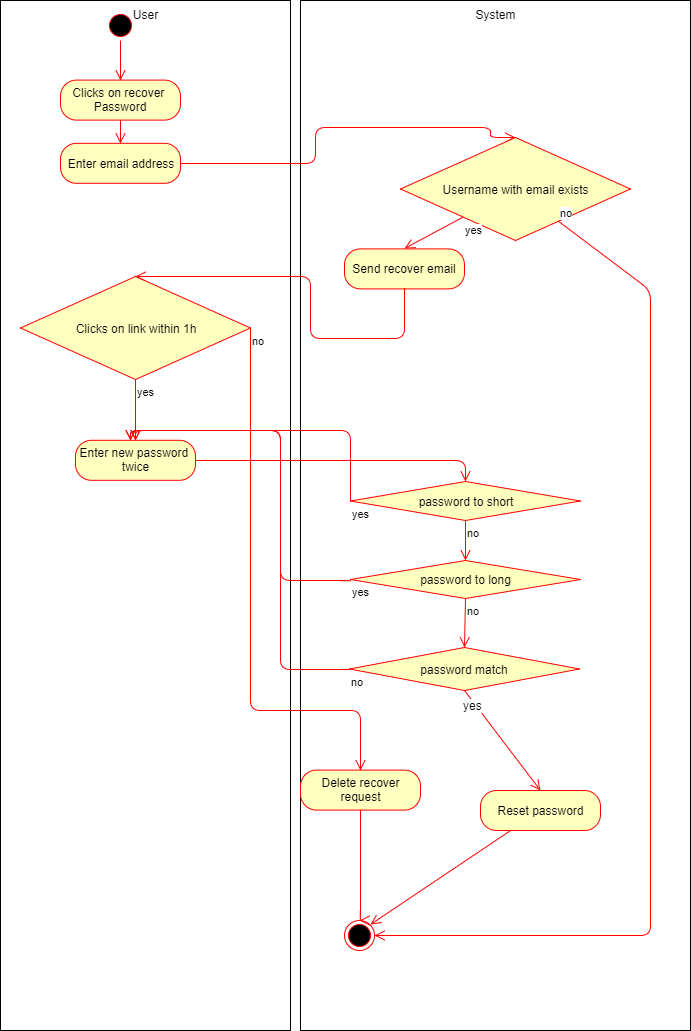 User
System
Clicks on recover
Password
Enter email address
Username with email exists
no
yes
Send recover email
Clicks on link within 1h
no
yes
Enter new password
twice
password to short
yes
no
password to long
yes
no
password match
no
yes
Delete recover
request
Reset password